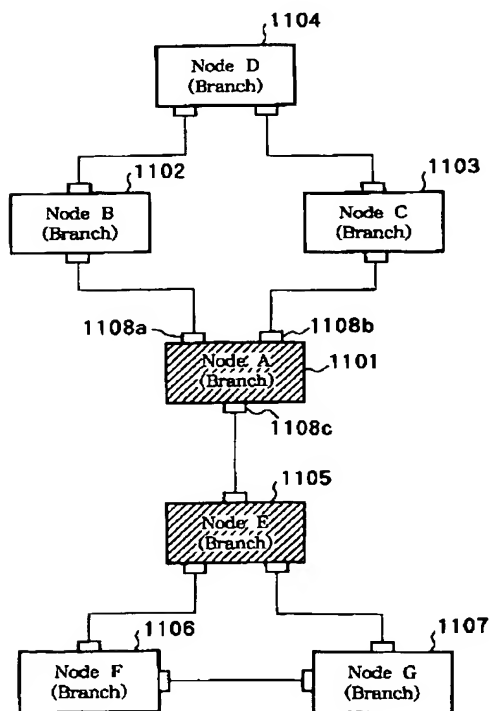 1104
Node D
(Branch)
1102
1103
Node B
(Branch)
Node C
(Branch)
1108a
1108b
Node A
(Branch)
1101
1108c
1105
Node E
(Branch)
1106
1107
Node F
(Branch)
Node G
(Branch)